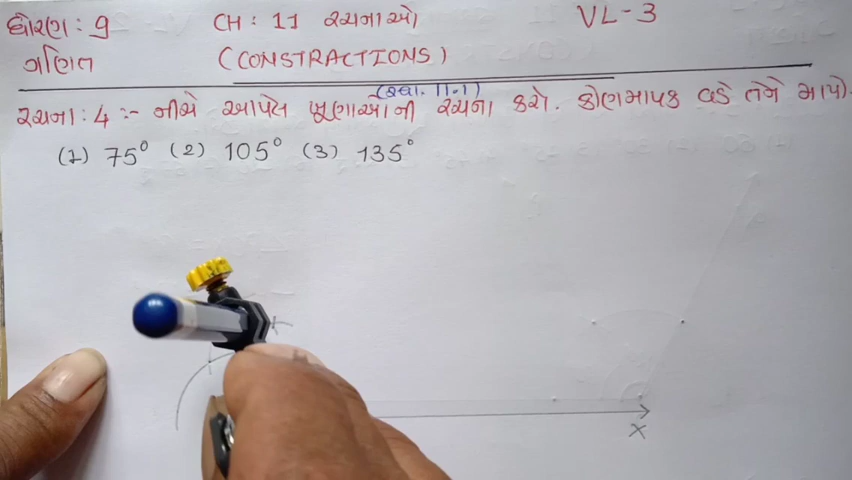 ધોરણ : 9 CH : 11 રચનાઓ VL - 3
ગણિત (CONSTRACTIONS)
(સ્વા. 11.1)
રચના : 4 :- નીચે આપેલ ખૂણાઓની રચના કરો. કોણમાપક વડે તેને માપો.
(1) 75° (2) 105° (3) 135°
X